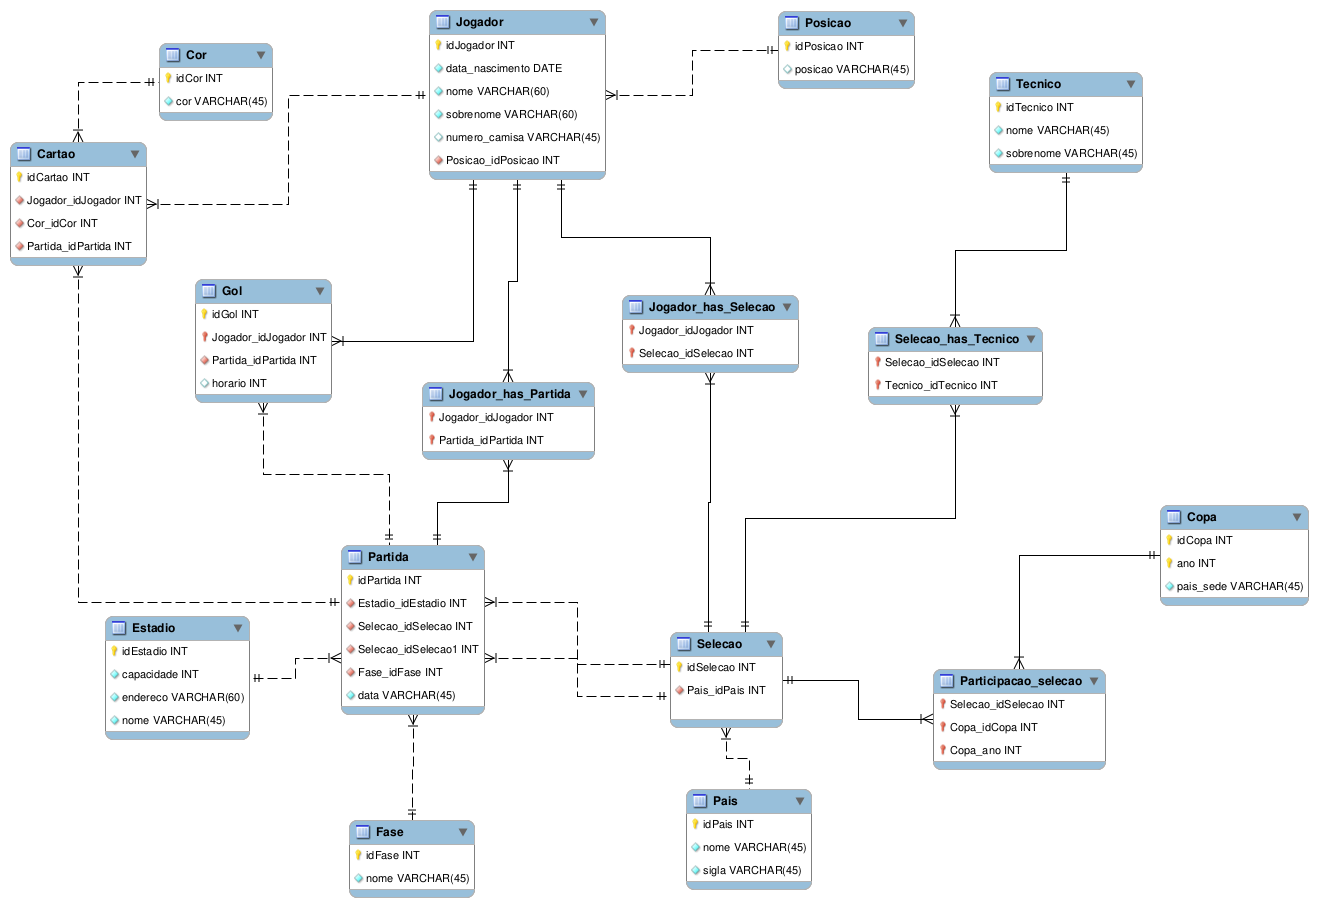 Jogador
idJogador INT
data_nascimento DATE
nome VARCHAR(60)
sobrenome VARCHAR(60)
numero_camisa VARCHAR(45)
Posicao_idPosicao INT
Posicao
idPosicao INT
posicao VARCHAR(45)
Cor
idCor INT
cor VARCHAR(45)
Tecnico
idTecnico INT
nome VARCHAR(45)
sobrenome VARCHAR(45)
Cartao
idCartao INT
Jogador_idJogador INT
Cor_idCor INT
Partida_idPartida INT
Gol
idGol INT
Jogador_idJogador INT
Partida_idPartida INT
horario INT
Jogador_has_Selecao
Jogador_idJogador INT
Selecao_idSelecao INT
Selecao_has_Tecnico
Selecao_idSelecao INT
Tecnico_idTecnico INT
Jogador_has_Partida
Jogador_idJogador INT
Partida_idPartida INT
Copa
idCopa INT
ano INT
pais_sede VARCHAR(45)
Partida
idPartida INT
Estadio_idEstadio INT
Selecao_idSelecao INT
Selecao_idSelecao1 INT
Fase_idFase INT
data VARCHAR(45)
Estadio
idEstadio INT
capacidade INT
endereco VARCHAR(60)
nome VARCHAR(45)
Selecao
idSelecao INT
Pais_idPais INT
Participacao_selecao
Selecao_idSelecao INT
Copa_idCopa INT
Copa_ano INT
Pais
idPais INT
nome VARCHAR(45)
sigla VARCHAR(45)
Fase
idFase INT
nome VARCHAR(45)